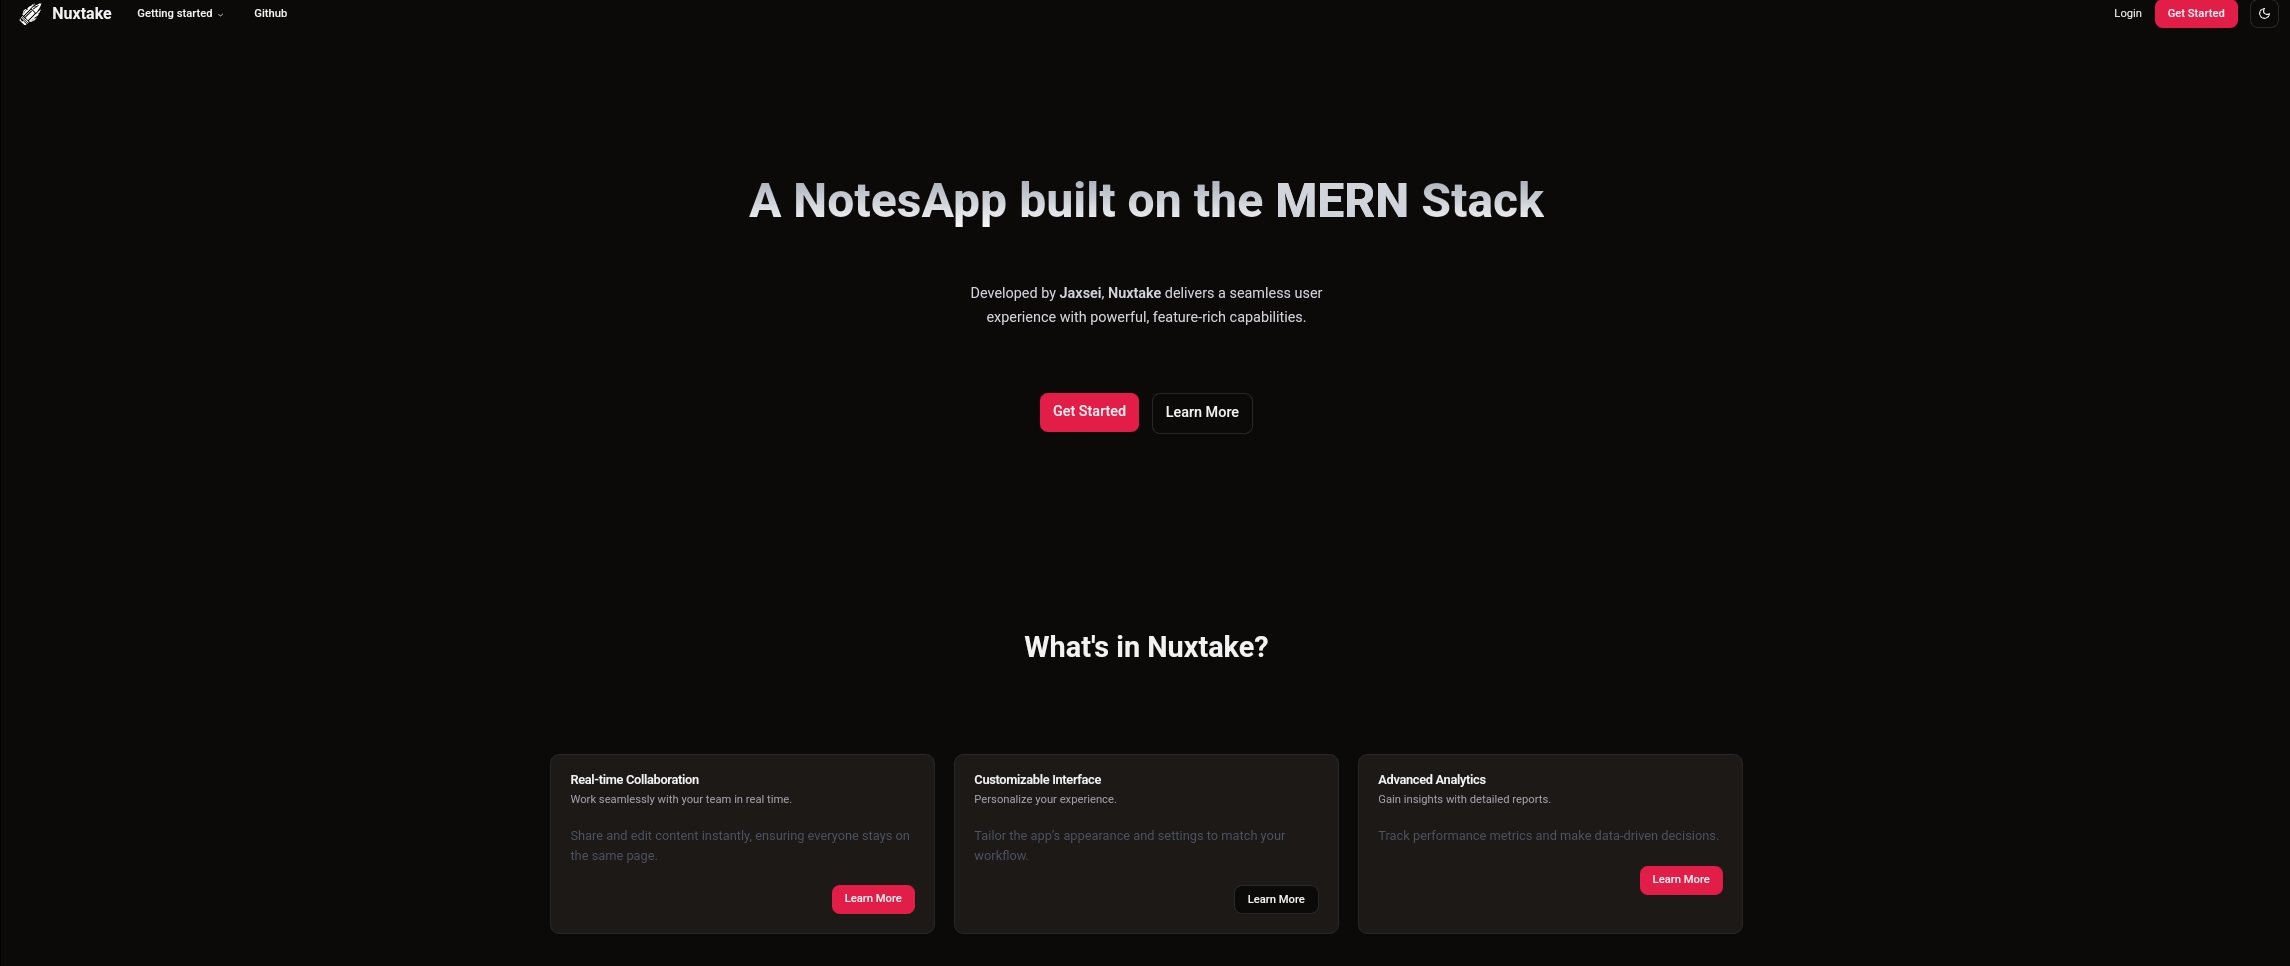 Nuxtake
Getting started
Github
Login
Get Started
A NotesApp built on the MERN Stack
Developed by Jaxsei, Nuxtake delivers a seamless user
experience with powerful, feature-rich capabilities.
Get Started
Learn More
What's in Nuxtake?
Real-time Collaboration
Work seamlessly with your team in real time.
Share and edit content instantly, ensuring everyone stays on
the same page.
Learn More
Customizable Interface
Personalize your experience.
Tailor the app's appearance and settings to match your
workflow.
Learn More
Advanced Analytics
Gain insights with detailed reports.
Track performance metrics and make data-driven decisions.
Learn More